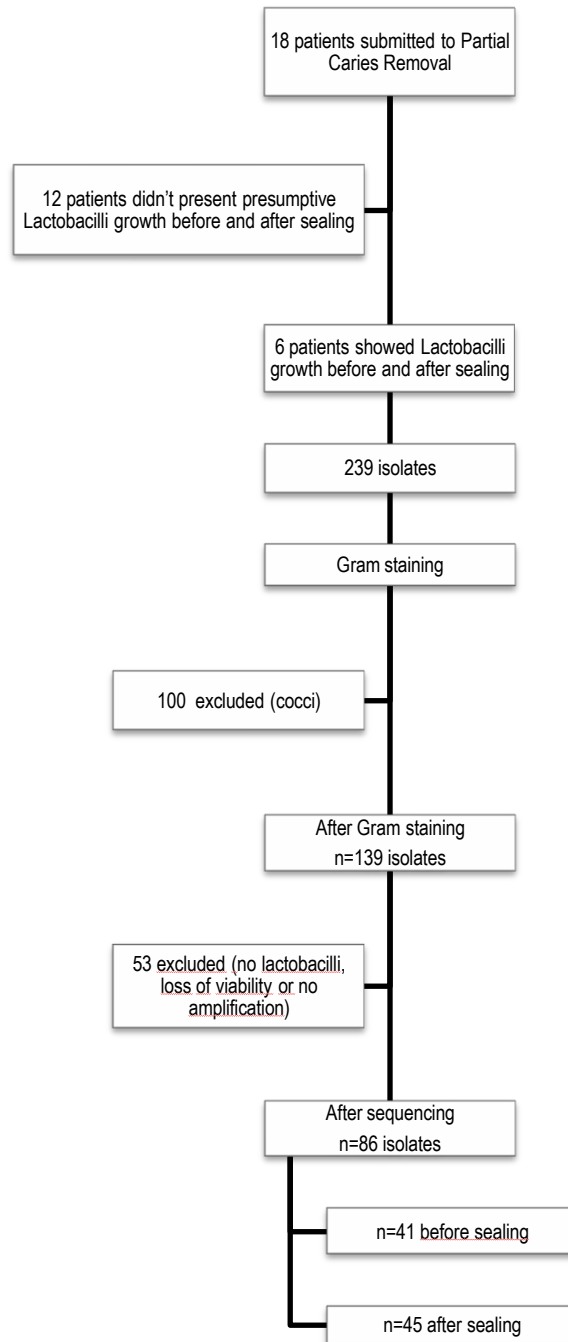 18 patients submitted to Partial
Caries Removal
12 patients didn't present presumptive
Lactobacilli growth before and after sealing
6 patients showed Lactobacilli
growth before and after sealing
239 isolates
Gram staining
100 excluded (cocci)
After Gram staining
n=139 isolates
53 excluded (no lactobacilli,
loss of viability or no
amplification)
After sequencing
n=86 isolates
n=41 before sealing
n=45 after sealing